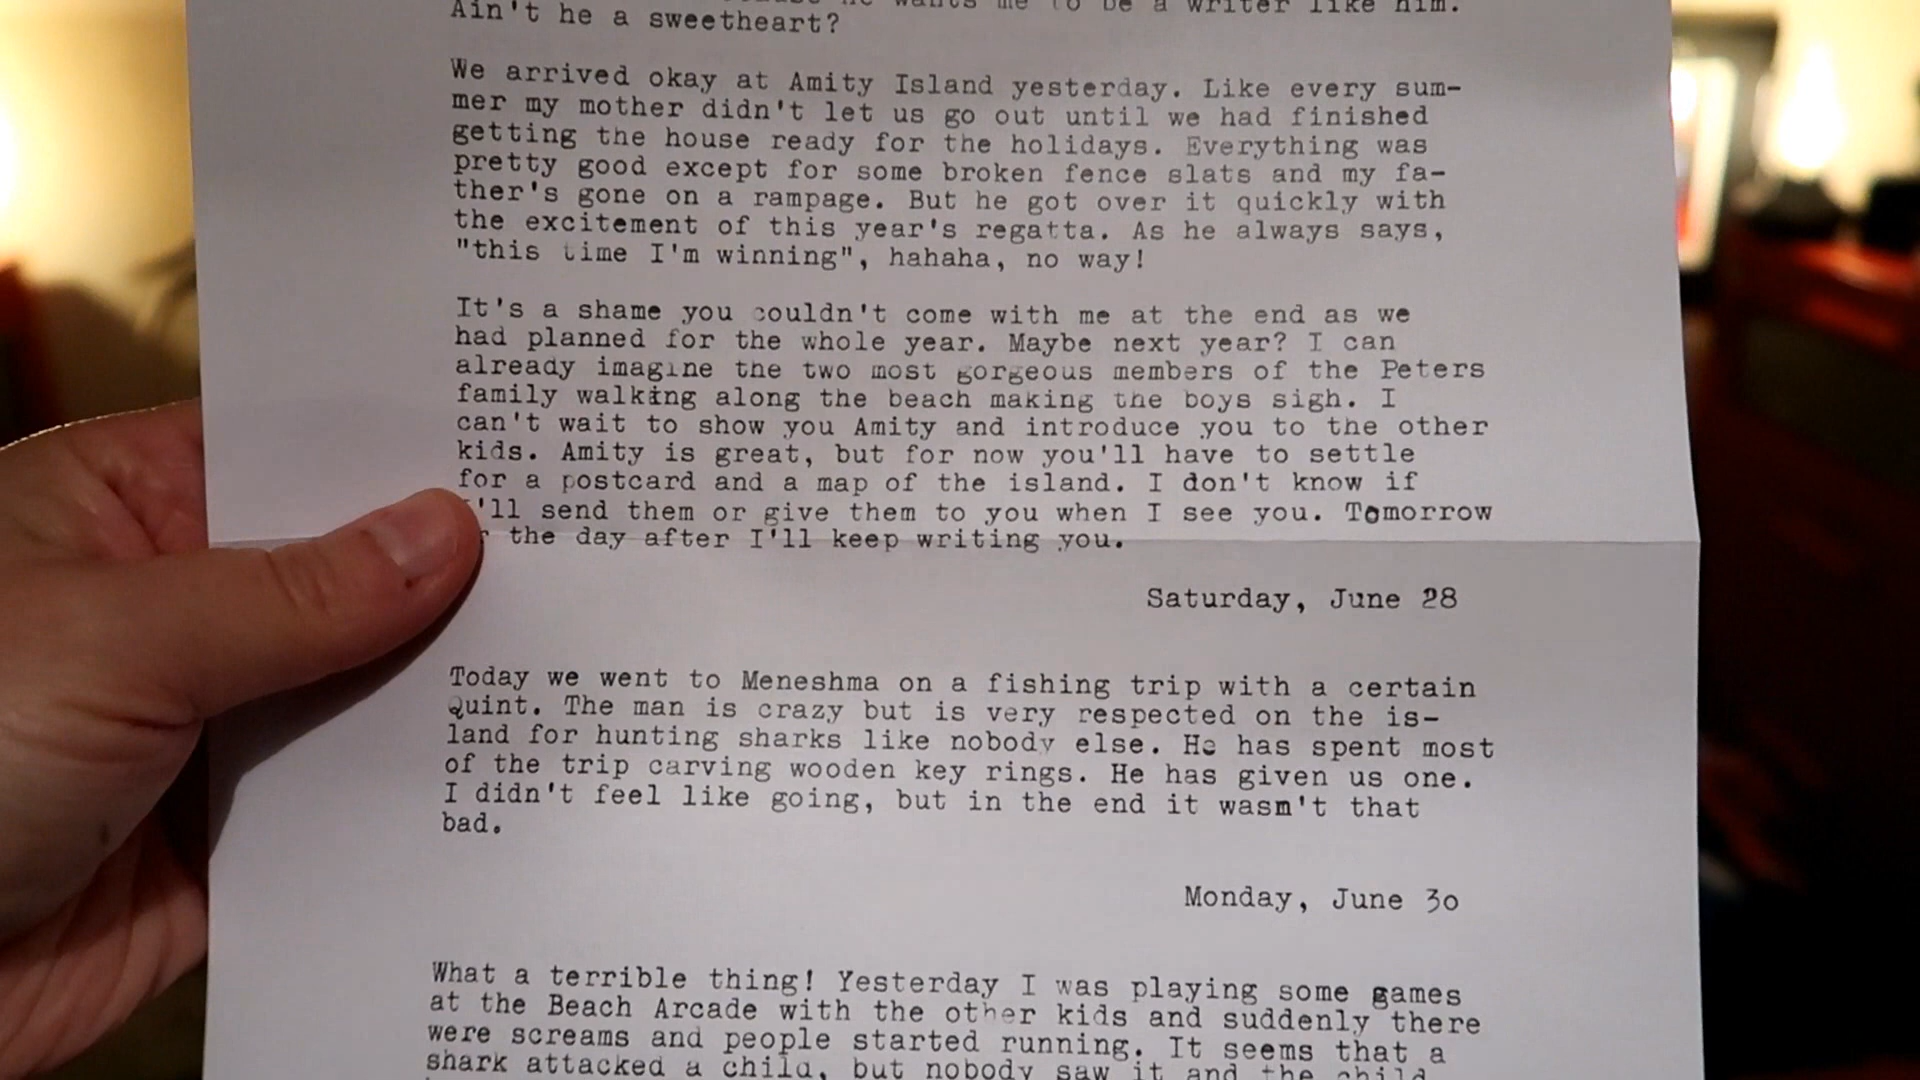 wants me to be a writer like him.
Ain't he a sweetheart?
We arrived okay at Amity Island yesterday. Like every sum-
mer my mother didn't let us go out until we had finished
getting the house ready for the holidays. Everything was
pretty good except for some broken fence slats and my fa-
ther's gone on a rampage. But he got over it quickly with
the excitement of this year's regatta. As he always says,
"this time I'm winning", hahaha, no way!
It's a shame you couldn't come with me at the end as we
had planned for the whole year. Maybe next year? I can
already imagine the two most gorgeous members of the Peters
family walking along the beach making the boys sigh. I
can't wait to show you Amity and introduce you to the other
kids. Amity is great, but for now you'll have to settle
for a postcard and a map of the island. I don't know if
'll send them or give them to you when I see you. Tomorrow
the day after I'll keep writing you.
Saturday, June 28
Today we went to Meneshma on a fishing trip with a certain
Quint. The man is crazy but is very respected on the is-
land for hunting sharks like nobody else. He has spent most
of the trip carving wooden key rings. He has given us one.
I didn't feel like going, but in the end it wasm't that
bad.
Monday, June 30
What a terrible thing! Yesterday I was playing some games
at the Beach Arcade with the other kids and suddenly there
were screams and people started running. It seems that a
shark attacked a child, but nobody saw it and the child